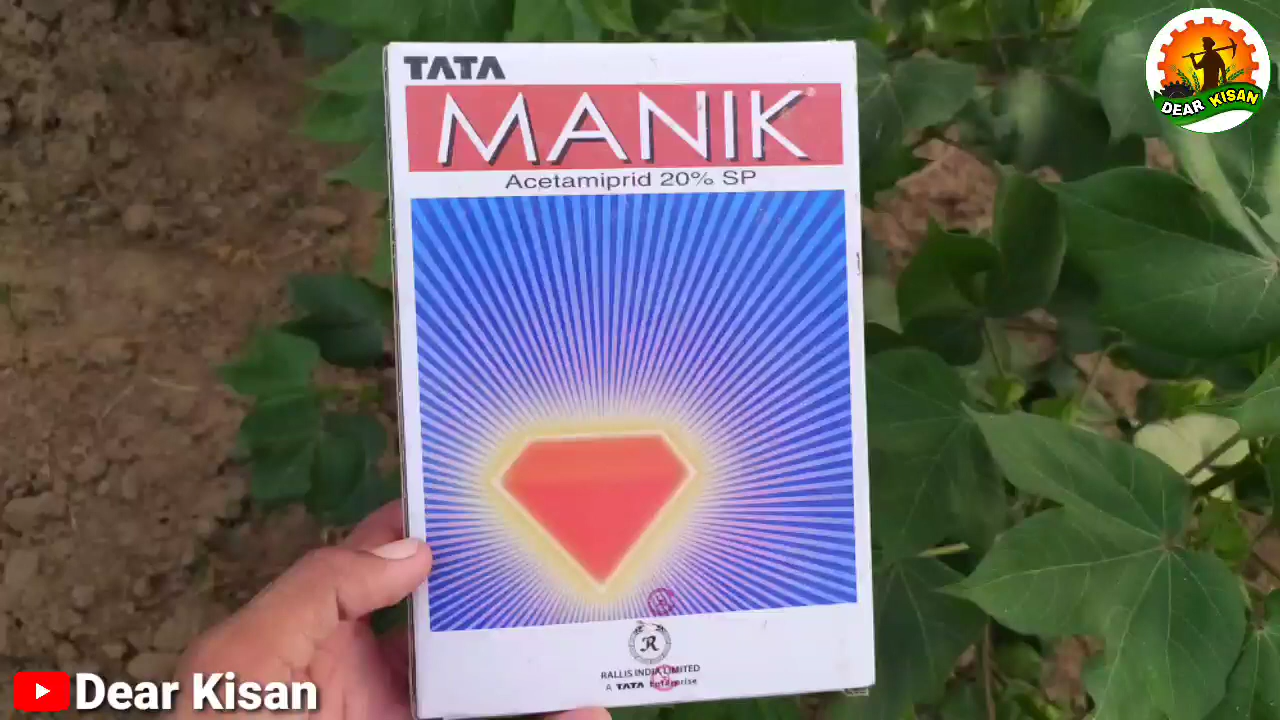 TATA
MANIK
Acetamiprid 20% SP
R
RALLIS INDIA LIMITED
A TATA Enterprise
DEAR KISAN
Dear Kisan